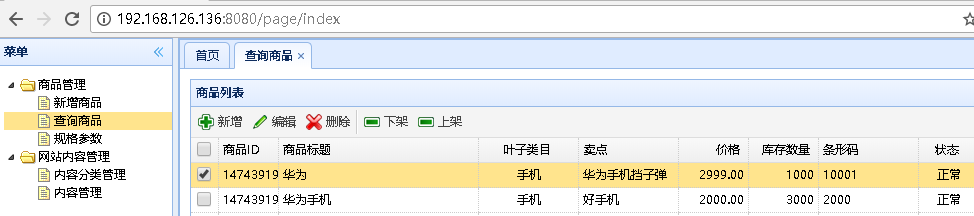 192.168.126.136:8080/page/index
菜单
首页 查询商品
商品管理
新增商品
查询商品
规格参数
网站内容管理
内容分类管理
内容管理
商品列表
新增 编辑 删除 下架 上架
商品ID 商品标题 叶子类目 卖点 价格 库存数量 条形码 状态
14743919 华为 手机 华为手机挡子弹 2999.00 1000 10001 正常
14743919 华为手机 手机 好手机 2000.00 3000 2000 正常